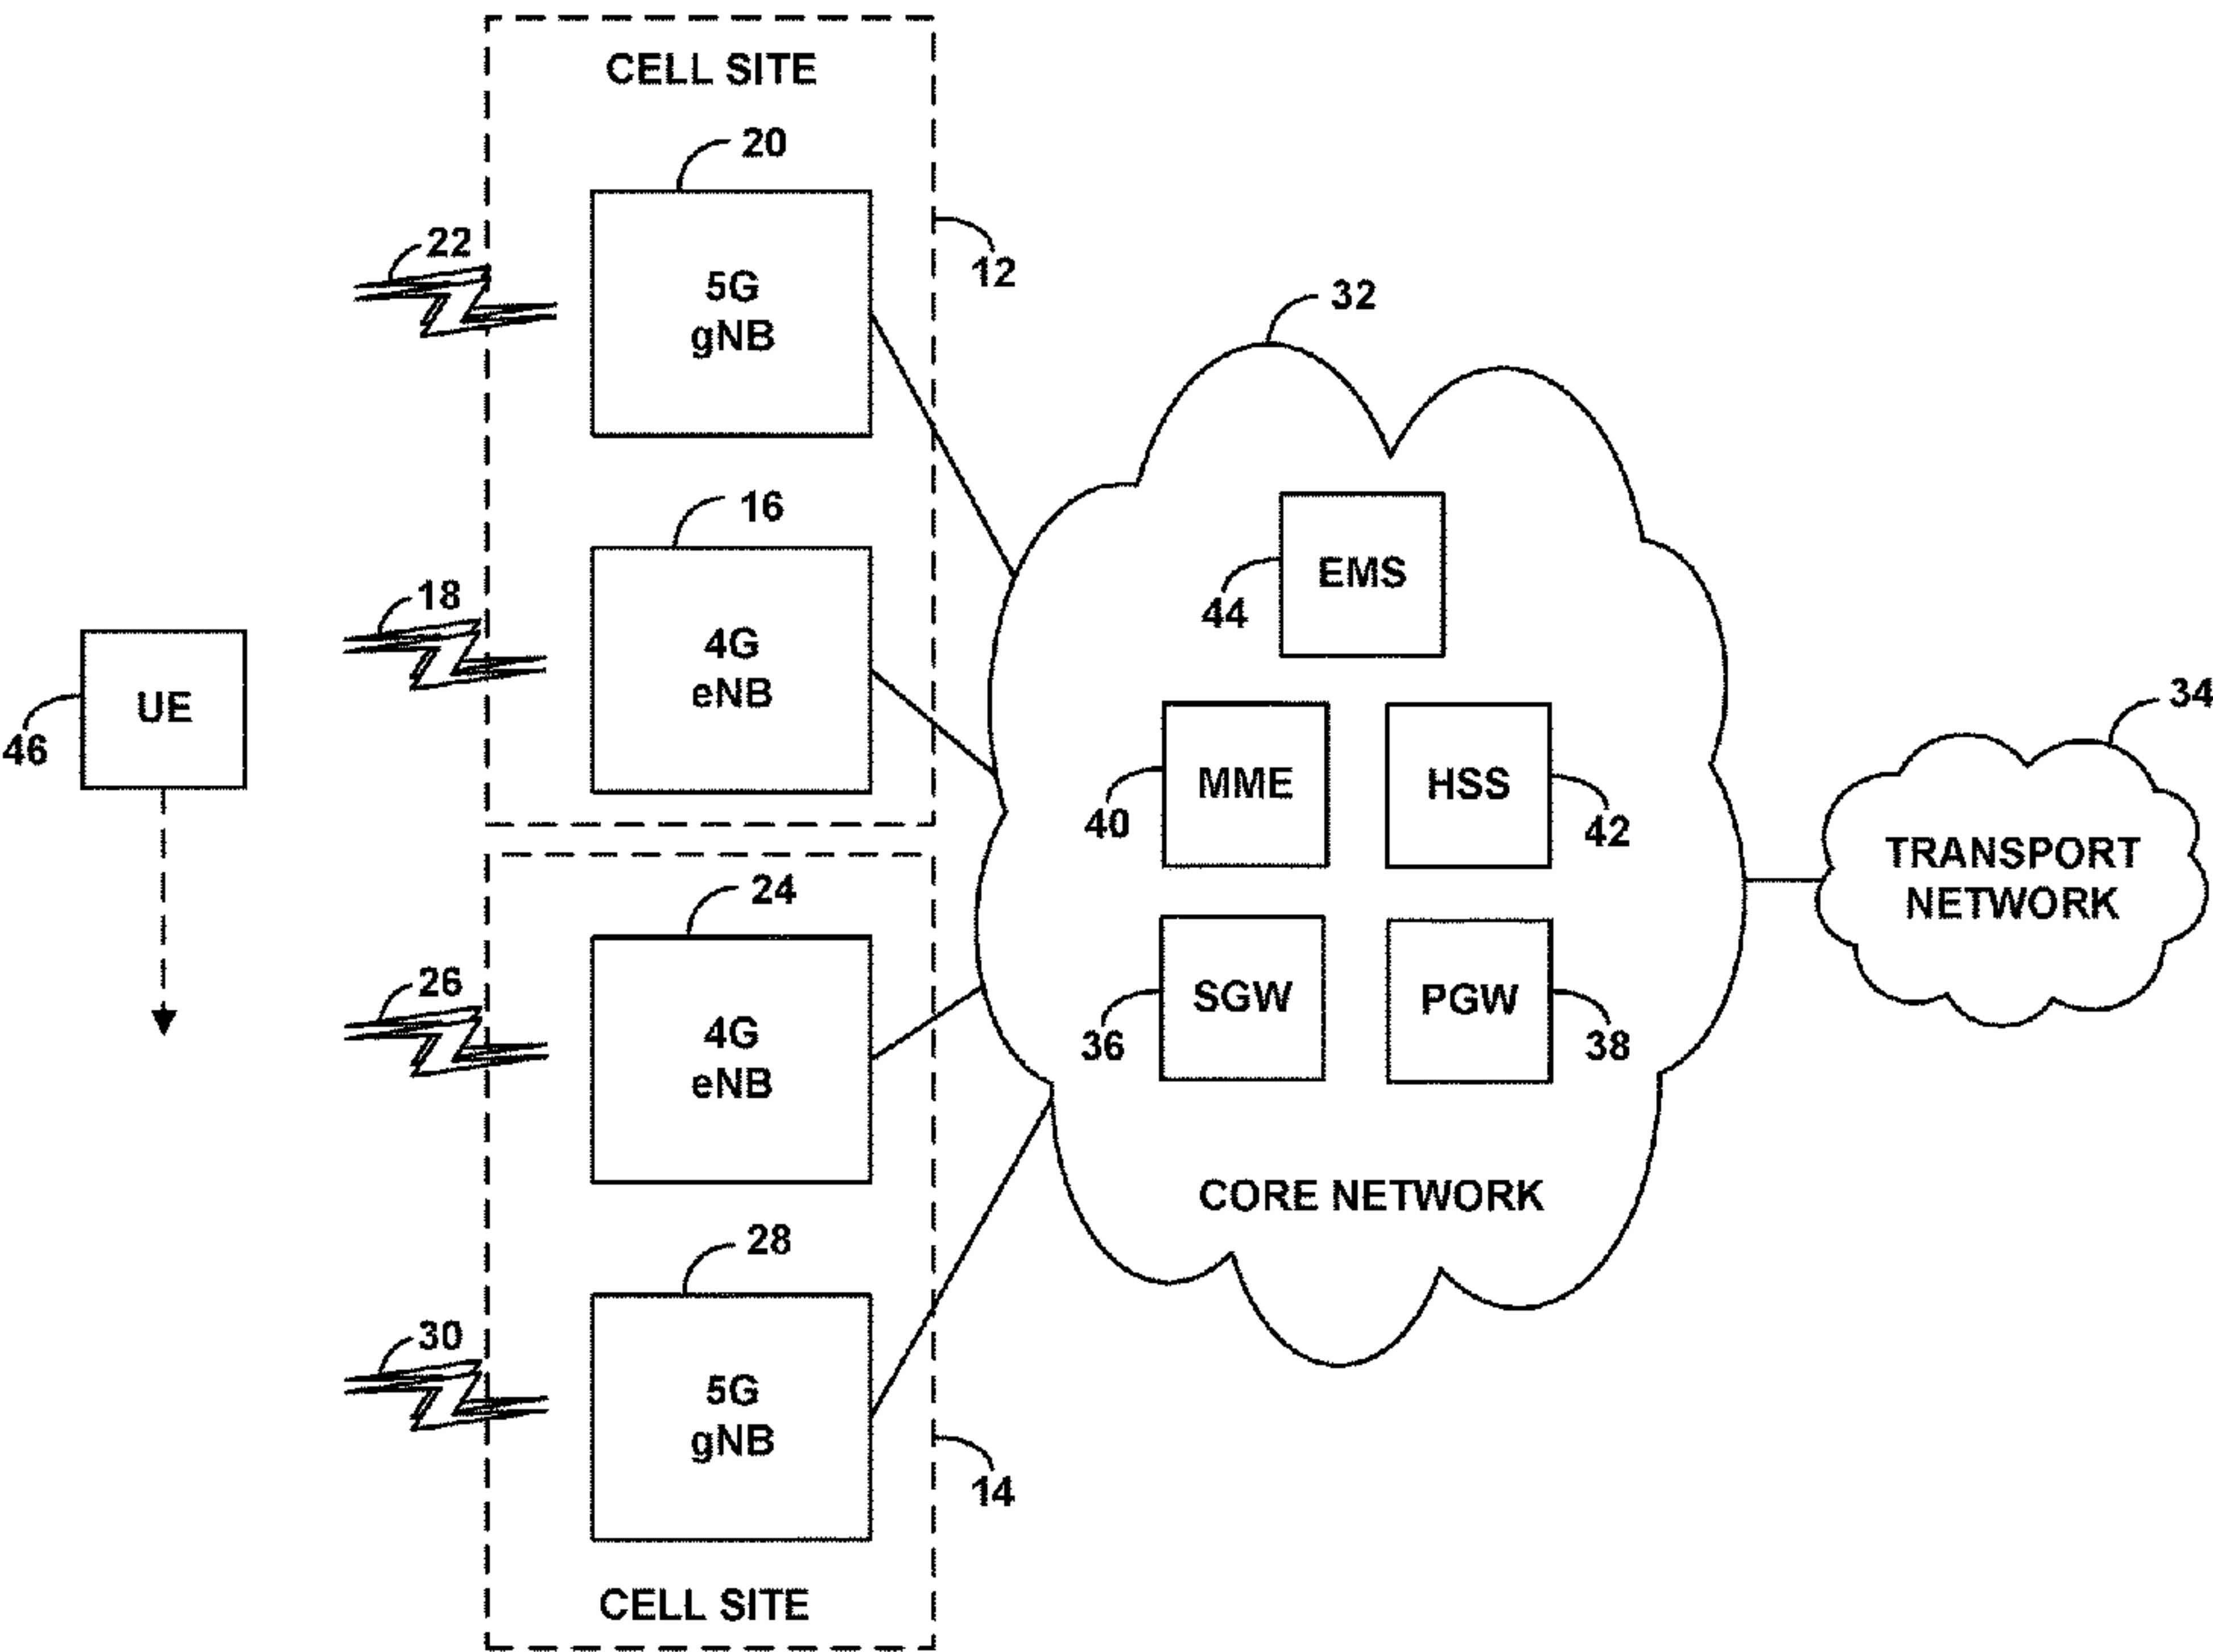 CELL SITE
20
5G
gNB
22
12
16
4G
eNB
18
UE
46
24
4G
eNB
26
28
5G
gNB
30
14
CELL SITE
32
EMS
44
MME
40
HSS
42
SGW
36
PGW
38
CORE NETWORK
34
TRANSPORT
NETWORK